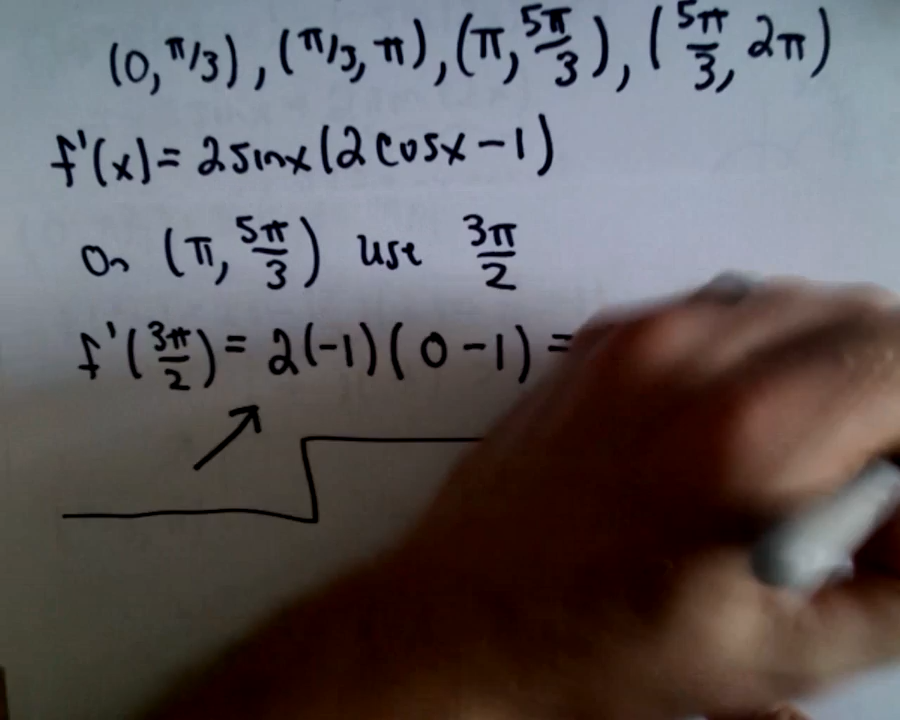 (0, π/3), (π/3, π), (π, 5π/3), (5π/3, 2π)
f'(x) = 2sinx(2cosx-1)
On (π, 5π/3) use 3π/2
f'(3π/2) = 2(-1)(0-1) =